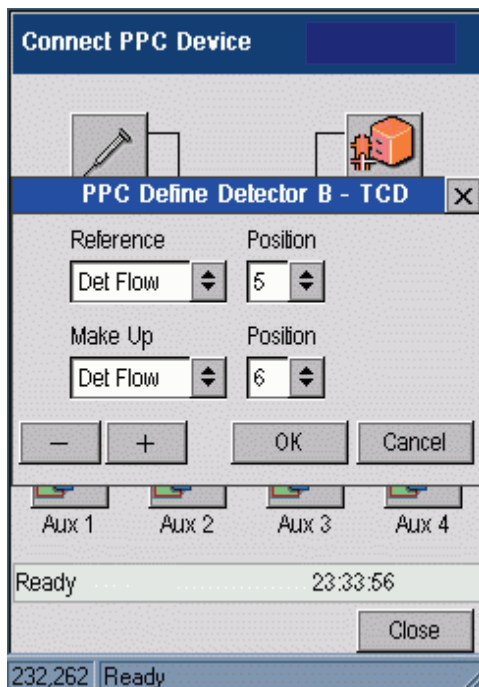 Connect PPC Device
PPC Define Detector B - TCD
Reference Position
Det Flow 5
Make Up Position
Det Flow 6
− + OK Cancel
Aux 1 Aux 2 Aux 3 Aux 4
Ready 23:33:56
Close
232,262 Ready